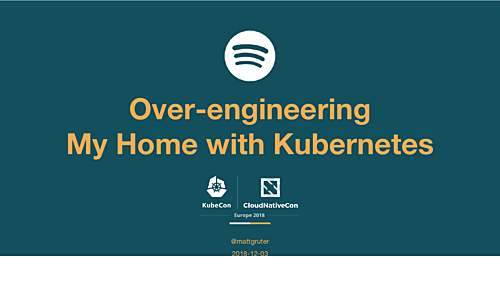 Over-engineering
My Home with Kubernetes
KubeCon
CloudNativeCon
Europe 2018
@mattgruter
2018-12-03